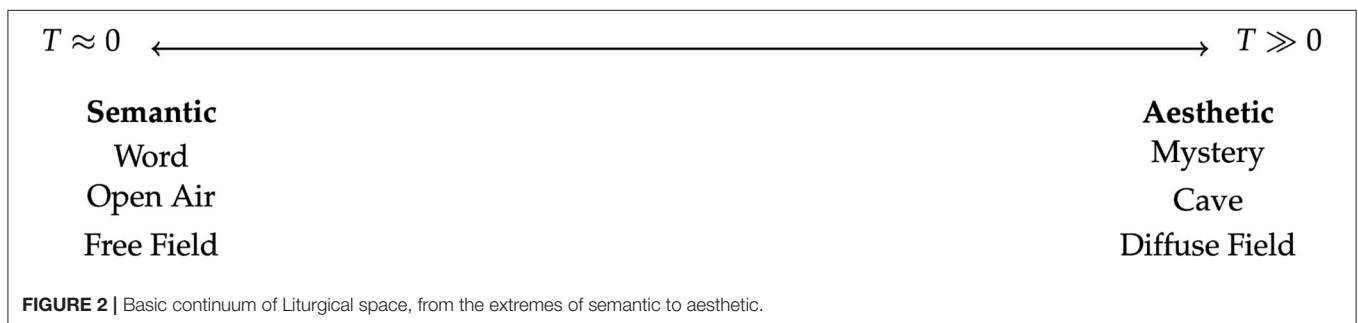 T ≈ 0 T ≫ 0
Semantic Aesthetic
Word Mystery
Open Air Cave
Free Field Diffuse Field
FIGURE 2 | Basic continuum of Liturgical space, from the extremes of semantic to aesthetic.